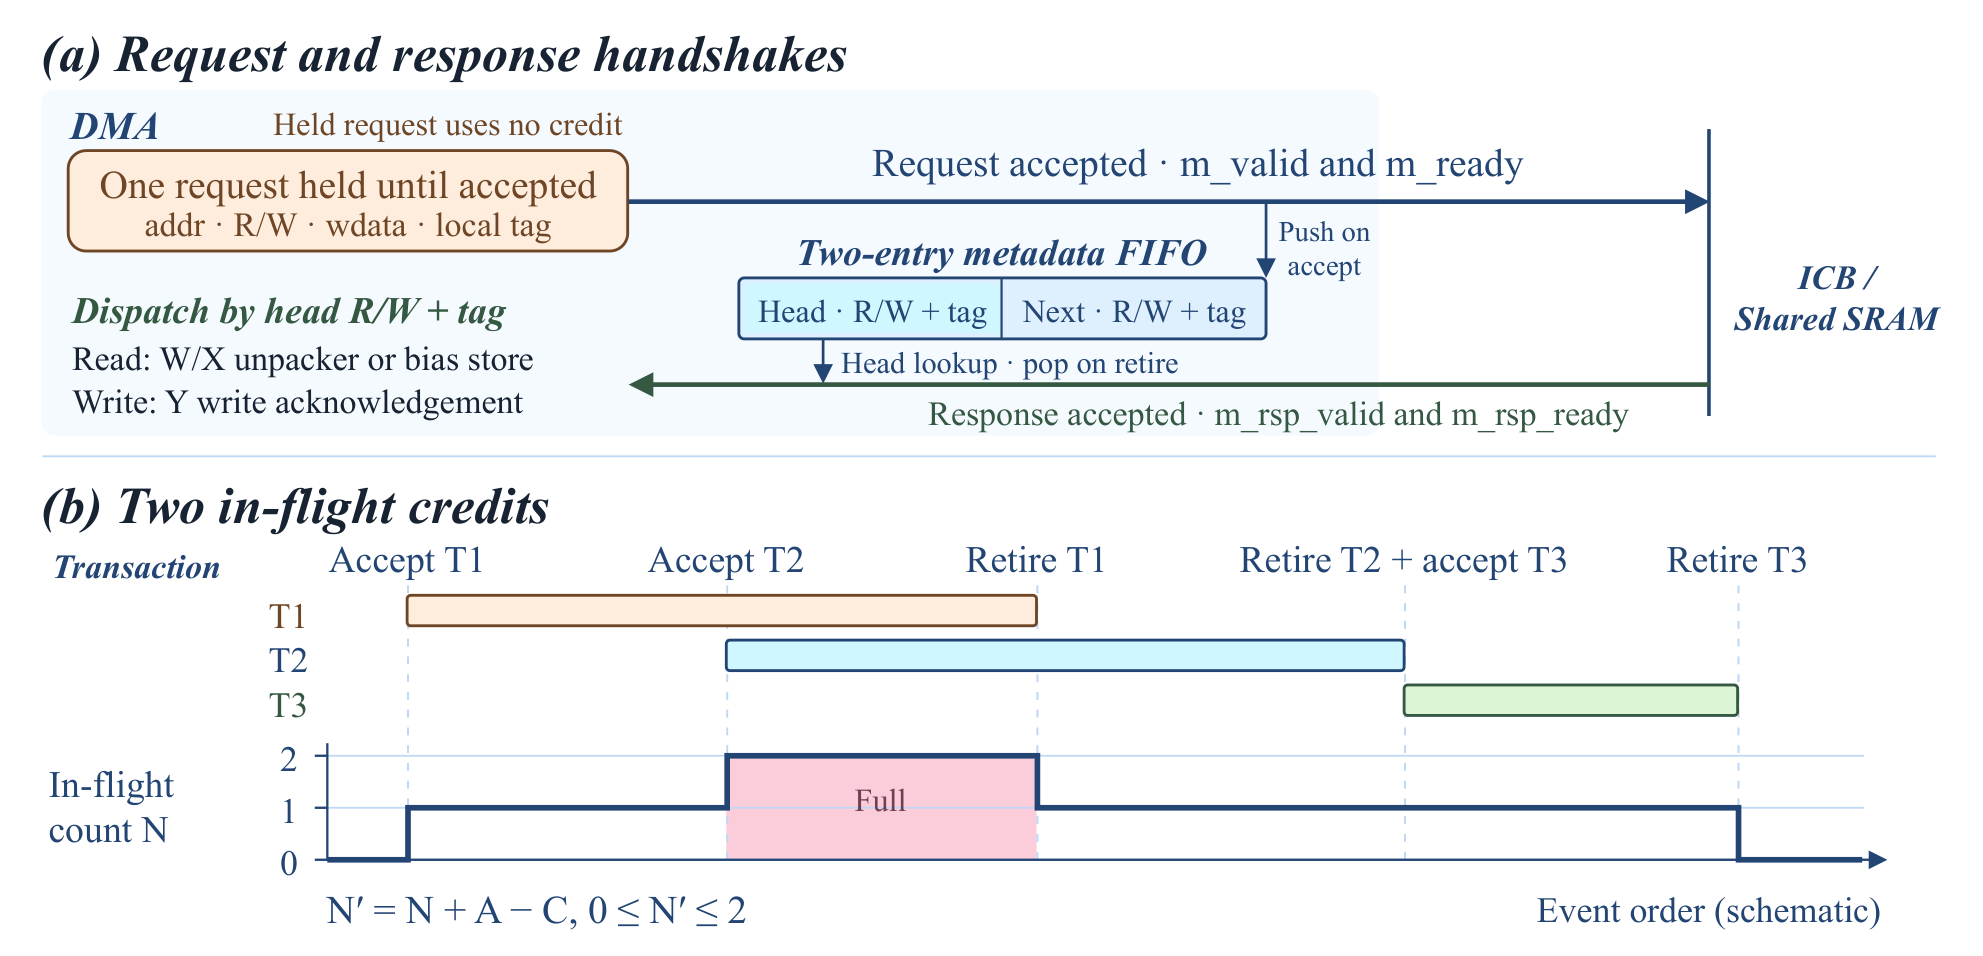 (a) Request and response handshakes
DMA
Held request uses no credit
One request held until accepted
addr · R/W · wdata · local tag
Request accepted · m_valid and m_ready
Push on
accept
Two-entry metadata FIFO
Head · R/W + tag
Next · R/W + tag
Head lookup · pop on retire
ICB /
Shared SRAM
Dispatch by head R/W + tag
Read: W/X unpacker or bias store
Write: Y write acknowledgement
Response accepted · m_rsp_valid and m_rsp_ready
(b) Two in-flight credits
Transaction
Accept T1
Accept T2
Retire T1
Retire T2 + accept T3
Retire T3
T1
T2
T3
In-flight
count N
2
1
0
Full
N′ = N + A − C, 0 ≤ N′ ≤ 2
Event order (schematic)